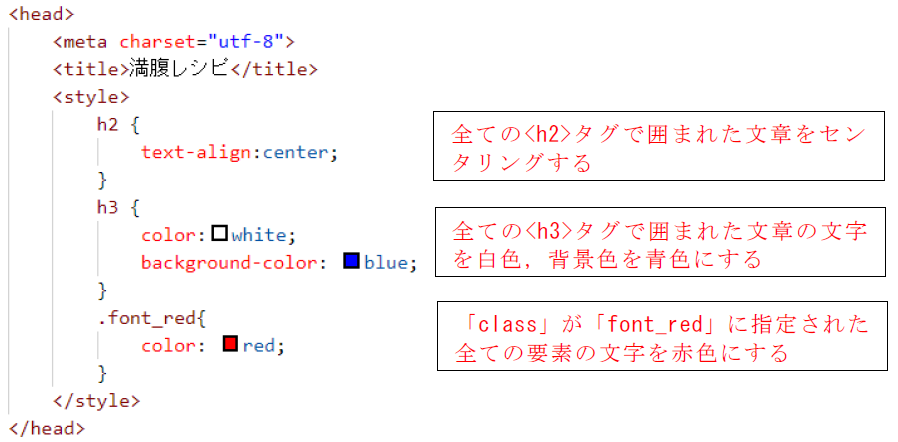 <head>
<meta charset="utf-8">
<title>満腹レシピ</title>
<style>
h2 {
text-align:center;
}
h3 {
color:white;
background-color: blue;
}
.font_red{
color: red;
}
</style>
</head>
全ての<h2>タグで囲まれた文章をセン
タリングする
全ての<h3>タグで囲まれた文章の文字
を白色，背景色を青色にする
「class」が「font_red」に指定された
全ての要素の文字を赤色にする